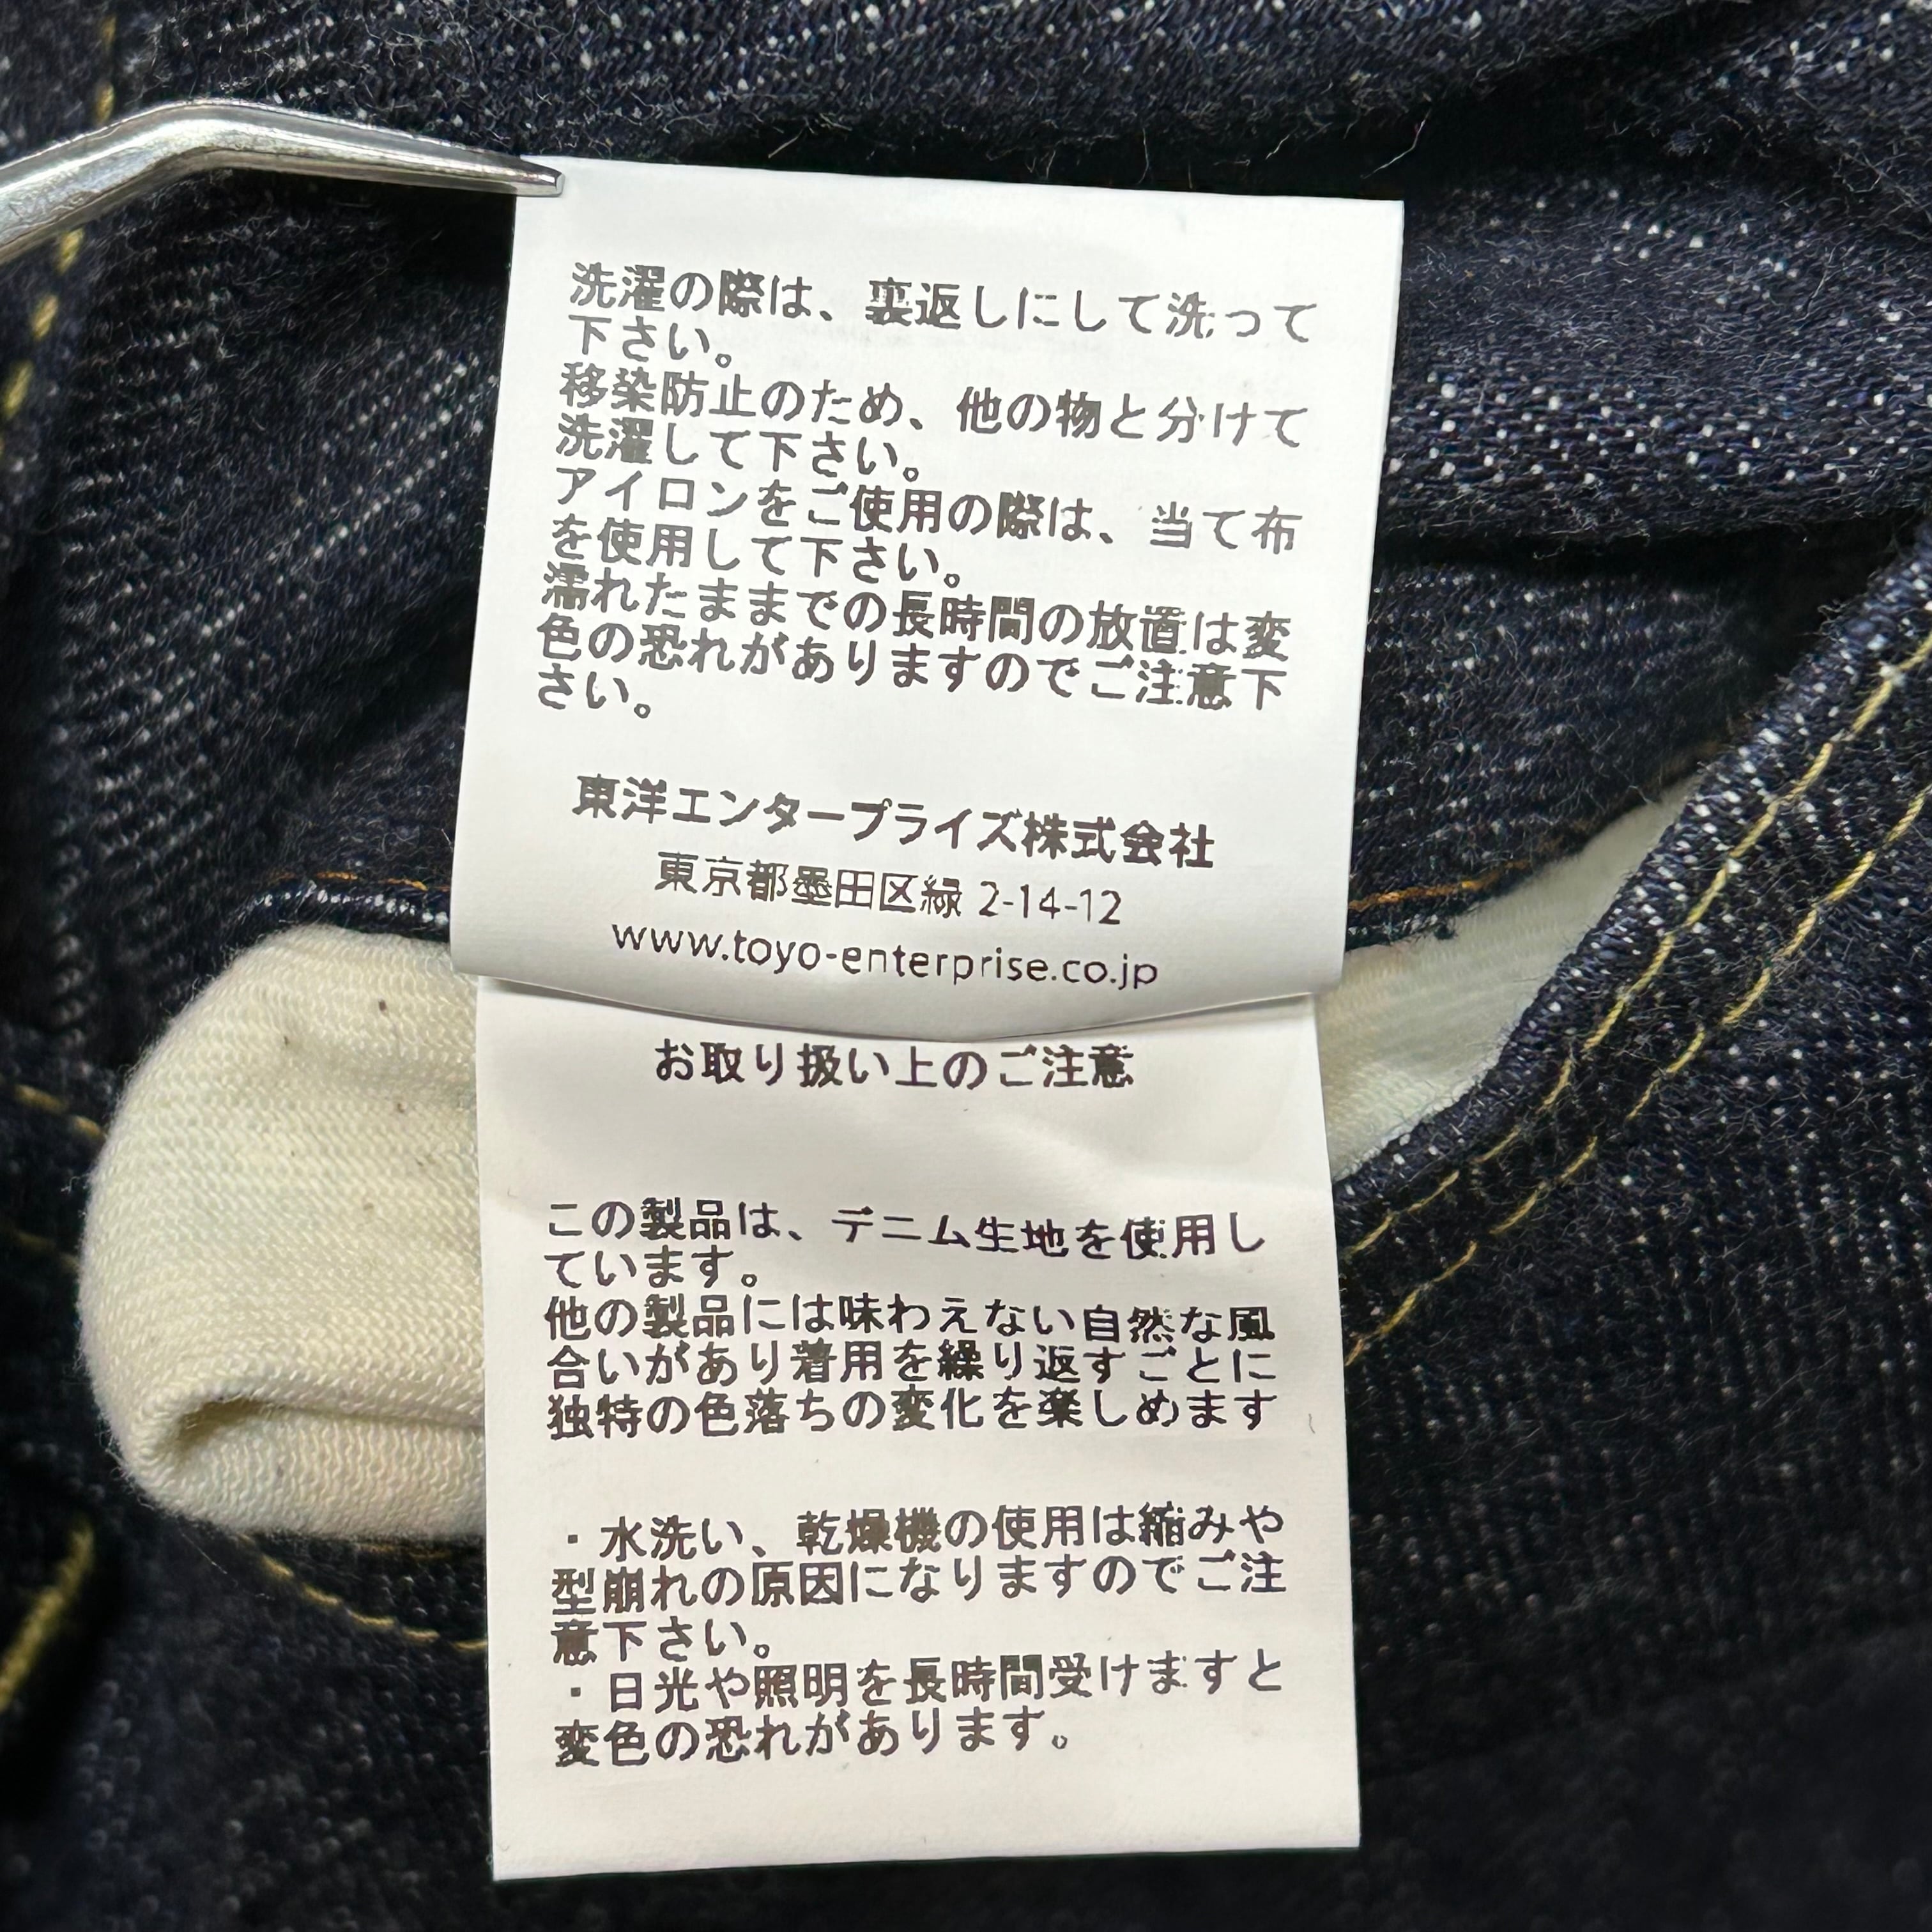 洗濯の際は、裏返しにして洗って
下さい。
移染防止のため、他の物と分けて
洗濯して下さい。
アイロンをご使用の際は、当て布
を使用して下さい。
濡れたままでの長時間の放置は変
色の恐れがありますのでご注意下
さい。
東洋エンタープライズ株式会社
東京都墨田区緑 2-14-12
www.toyo-enterprise.co.jp
お取り扱い上のご注意
この製品は、デニム生地を使用し
ています。
他の製品には味わえない自然な風
合いがあり着用を繰り返すごとに
独特の色落ちの変化を楽しめます
・水洗い、乾燥機の使用は縮みや
型崩れの原因になりますのでご注
意下さい。
・日光や照明を長時間受けますと
変色の恐れがあります。